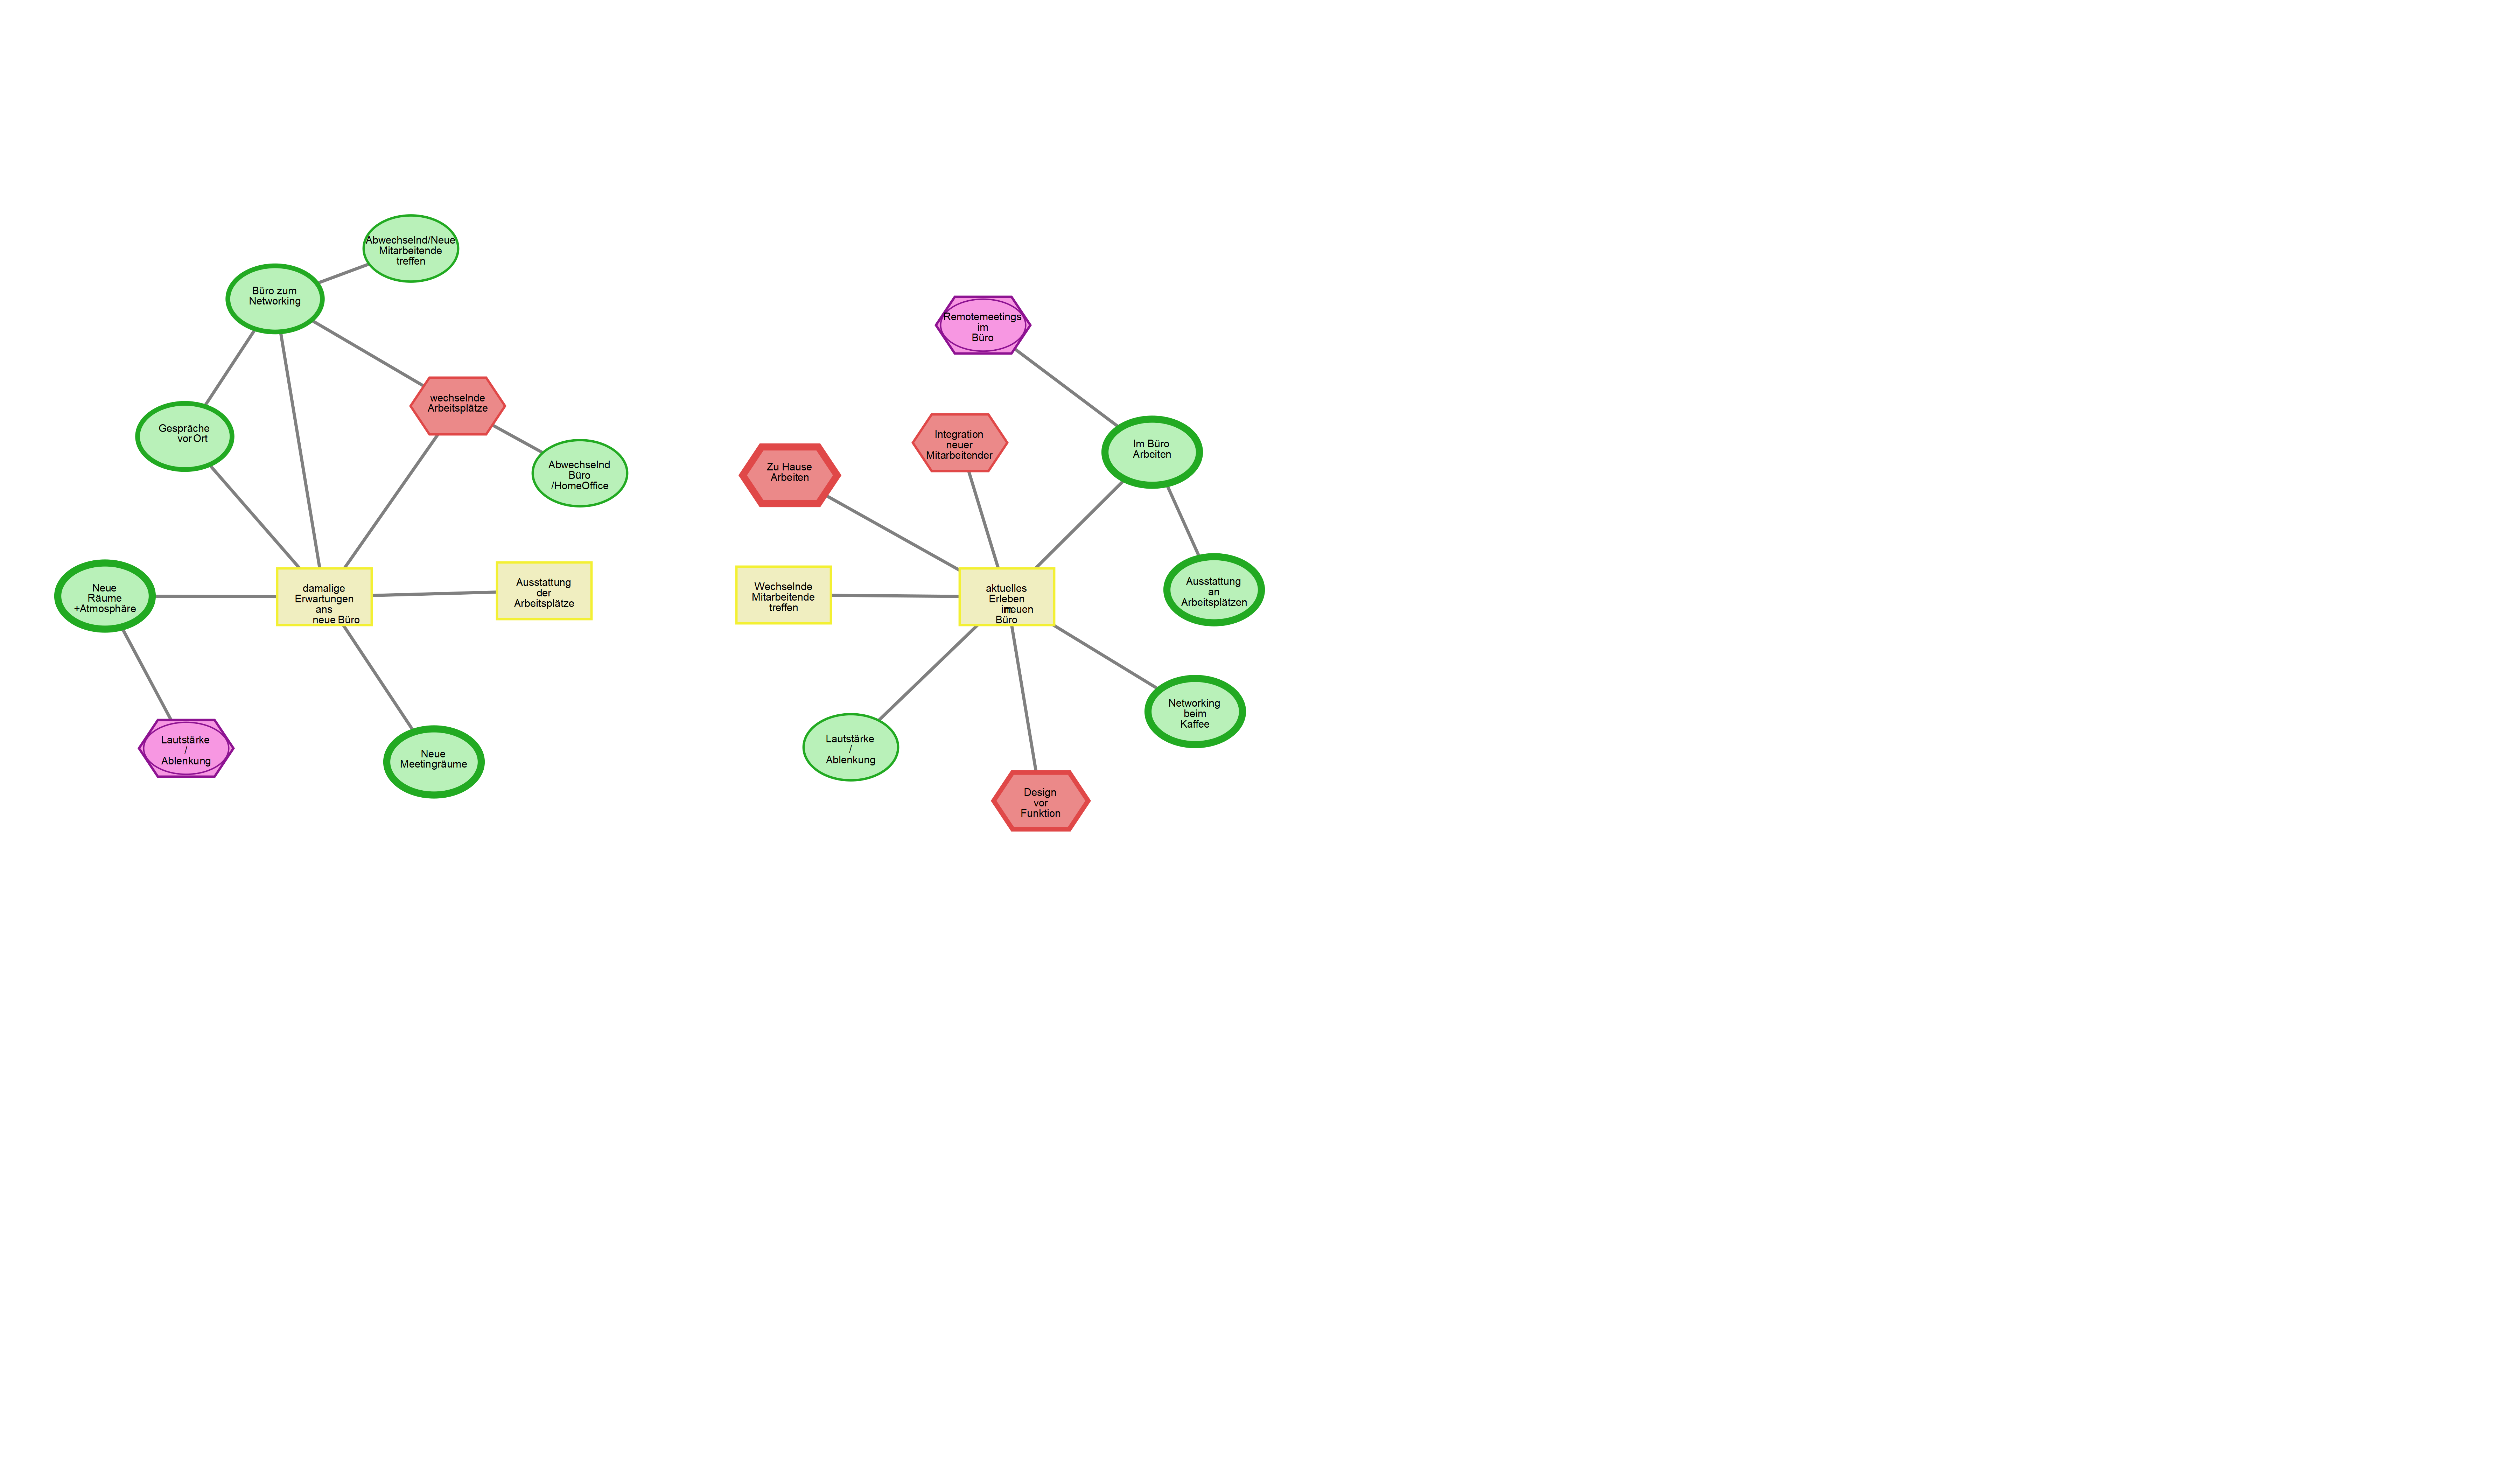 Abwechselnd/Neue
Mitarbeitende
treffen
Büro zum
Networking
wechselnde
Arbeitsplätze
Gespräche
vor Ort
Abwechselnd
Büro
/HomeOffice
Neue
Räume
+Atmosphäre
damalige
Erwartungen
ans
neue Büro
Ausstattung
der
Arbeitsplätze
Lautstärke
/
Ablenkung
Neue
Meetingräume
Remotemeetings
im
Büro
Integration
neuer
Mitarbeitender
Im Büro
Arbeiten
Zu Hause
Arbeiten
Wechselnde
Mitarbeitende
treffen
aktuelles
Erleben
im neuen
Büro
Ausstattung
an
Arbeitsplätzen
Networking
beim
Kaffee
Lautstärke
/
Ablenkung
Design
vor
Funktion